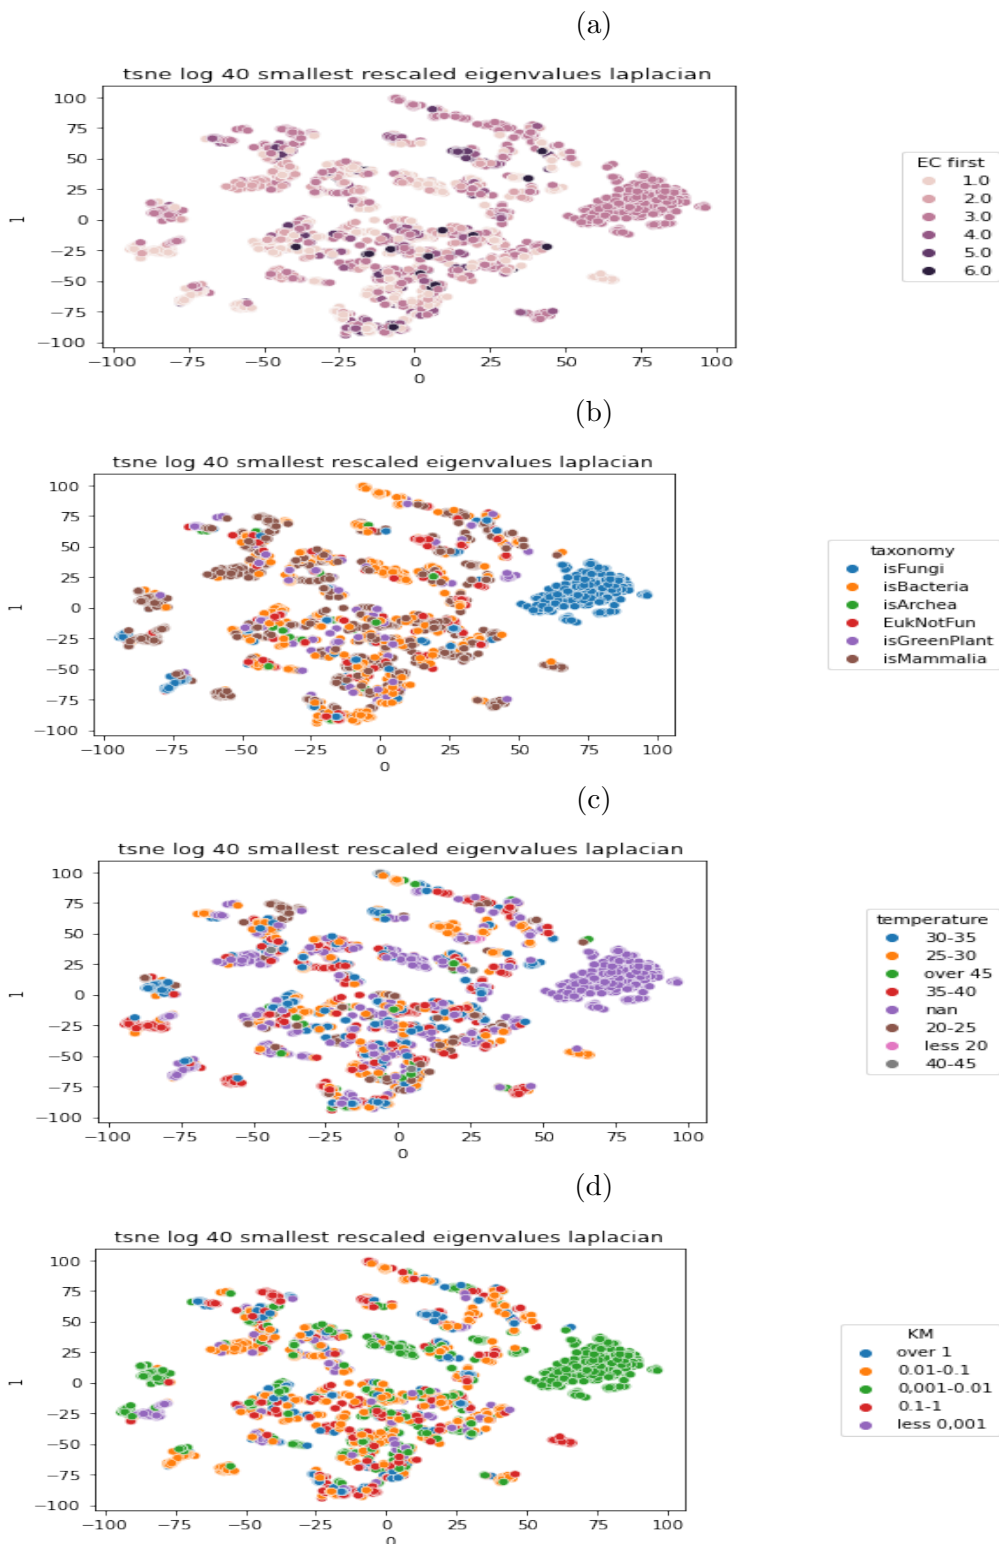 (a)
tsne log 40 smallest rescaled eigenvalues laplacian
100
75
50
25
0
−25
−50
−75
−100
1
−100 −75 −50 −25 0 25 50 75 100
0
EC first
1.0
2.0
3.0
4.0
5.0
6.0
(b)
tsne log 40 smallest rescaled eigenvalues laplacian
100
75
50
25
0
−25
−50
−75
−100
1
−100 −75 −50 −25 0 25 50 75 100
0
taxonomy
isFungi
isBacteria
isArchea
EukNotFun
isGreenPlant
isMammalia
(c)
tsne log 40 smallest rescaled eigenvalues laplacian
100
75
50
25
0
−25
−50
−75
−100
1
−100 −75 −50 −25 0 25 50 75 100
0
temperature
30-35
25-30
over 45
35-40
nan
20-25
less 20
40-45
(d)
tsne log 40 smallest rescaled eigenvalues laplacian
100
75
50
25
0
−25
−50
−75
−100
1
−100 −75 −50 −25 0 25 50 75 100
0
KM
over 1
0.01-0.1
0,001-0.01
0.1-1
less 0,001